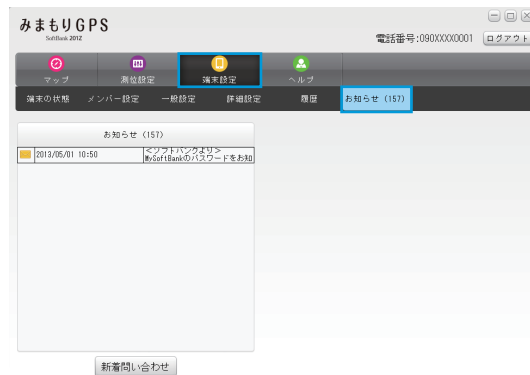 みまもりGPS
SoftBank 201Z
電話番号:090XXXX0001
ログアウト
マップ
測位設定
端末設定
ヘルプ
端末の状態
メンバー設定
一般設定
詳細設定
履歴
お知らせ (157)
お知らせ (157)
2013/05/01 10:50
<ソフトバンクより>
MySoftBankのパスワードをお知
新着問い合わせ